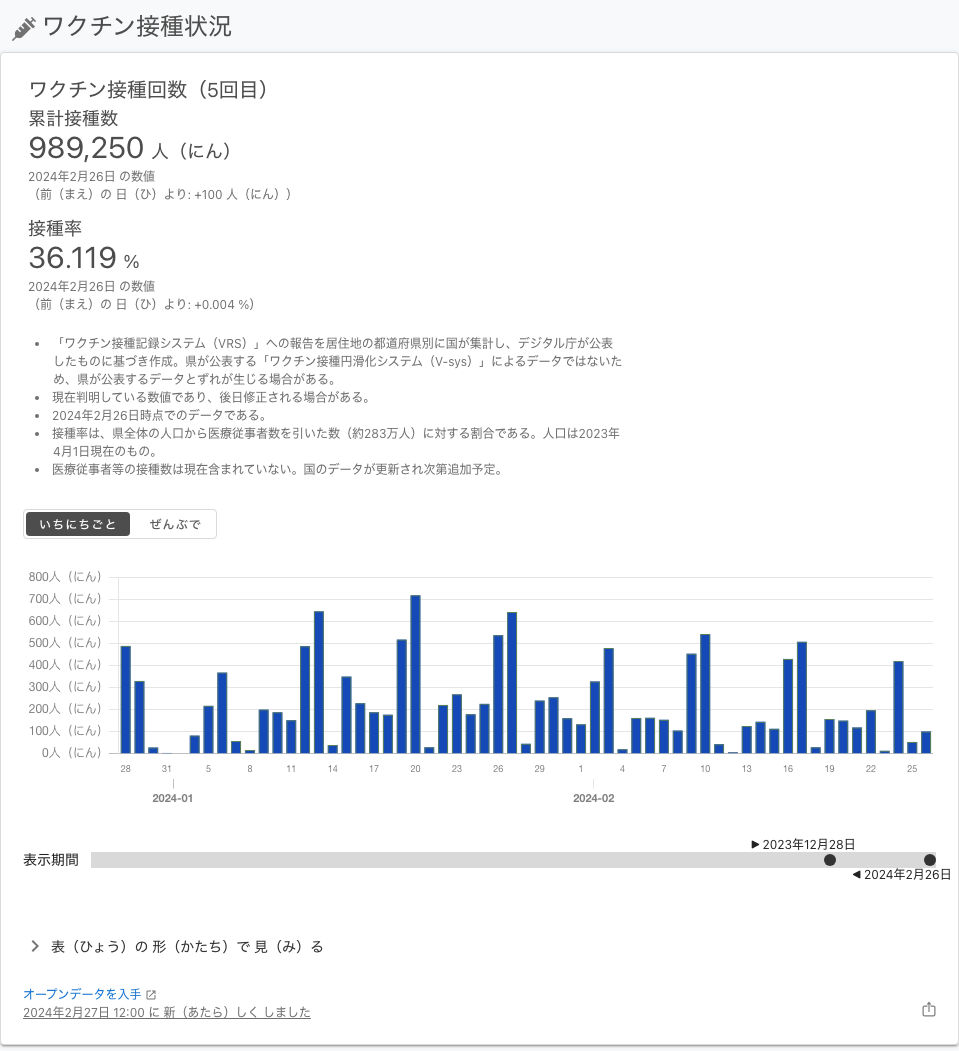 ワクチン接種状況
ワクチン接種回数（5回目）
累計接種数
989,250 人（にん）
2024年2月26日 の数値
（前（まえ）の 日（ひ）より: +100 人（にん））
接種率
36.119 %
2024年2月26日 の数値
（前（まえ）の 日（ひ）より: +0.004 %）
• 「ワクチン接種記録システム（VRS）」への報告を居住地の都道府県別に国が集計し、デジタル庁が公表
したものに基づき作成。県が公表する「ワクチン接種円滑化システム（V-sys）」によるデータではないた
め、県が公表するデータとずれが生じる場合がある。
• 現在判明している数値であり、後日修正される場合がある。
• 2024年2月26日時点でのデータである。
• 接種率は、県全体の人口から医療従事者数を引いた数（約283万人）に対する割合である。人口は2023年
4月1日現在のもの。
• 医療従事者等の接種数は現在含まれていない。国のデータが更新され次第追加予定。
いちにちごと ぜんぶで
800人（にん）
700人（にん）
600人（にん）
500人（にん）
400人（にん）
300人（にん）
200人（にん）
100人（にん）
0人（にん）
28 31 5 8 11 14 17 20 23 26 29 1 4 7 10 13 16 19 22 25
2024-01 2024-02
▶ 2023年12月28日
表示期間
◀ 2024年2月26日
表（ひょう）の 形（かたち）で 見（み）る
オープンデータを入手
2024年2月27日 12:00 に 新（あたら）しく しました